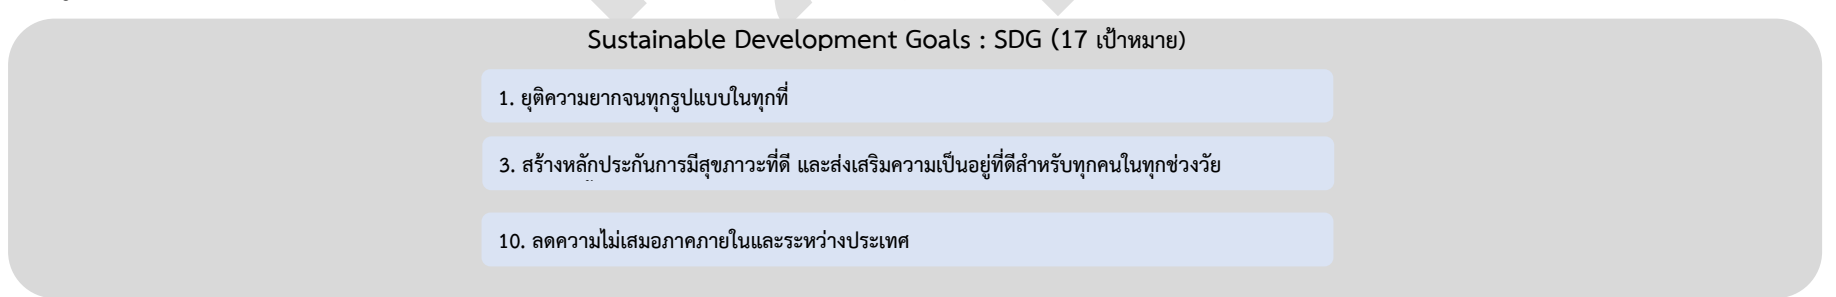 Sustainable Development Goals : SDG (17 เป้าหมาย)
1. ยุติความยากจนทุกรูปแบบในทุกที่
3. สร้างหลักประกันการมีสุขภาวะที่ดี และส่งเสริมความเป็นอยู่ที่ดีสำหรับทุกคนในทุกช่วงวัย
10. ลดความไม่เสมอภาคภายในและระหว่างประเทศ